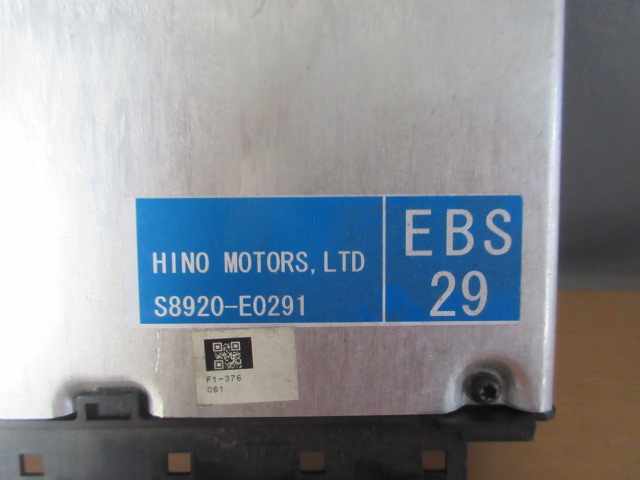 HINO MOTORS,LTD
S8920-E0291
EBS
29
F1-376
061